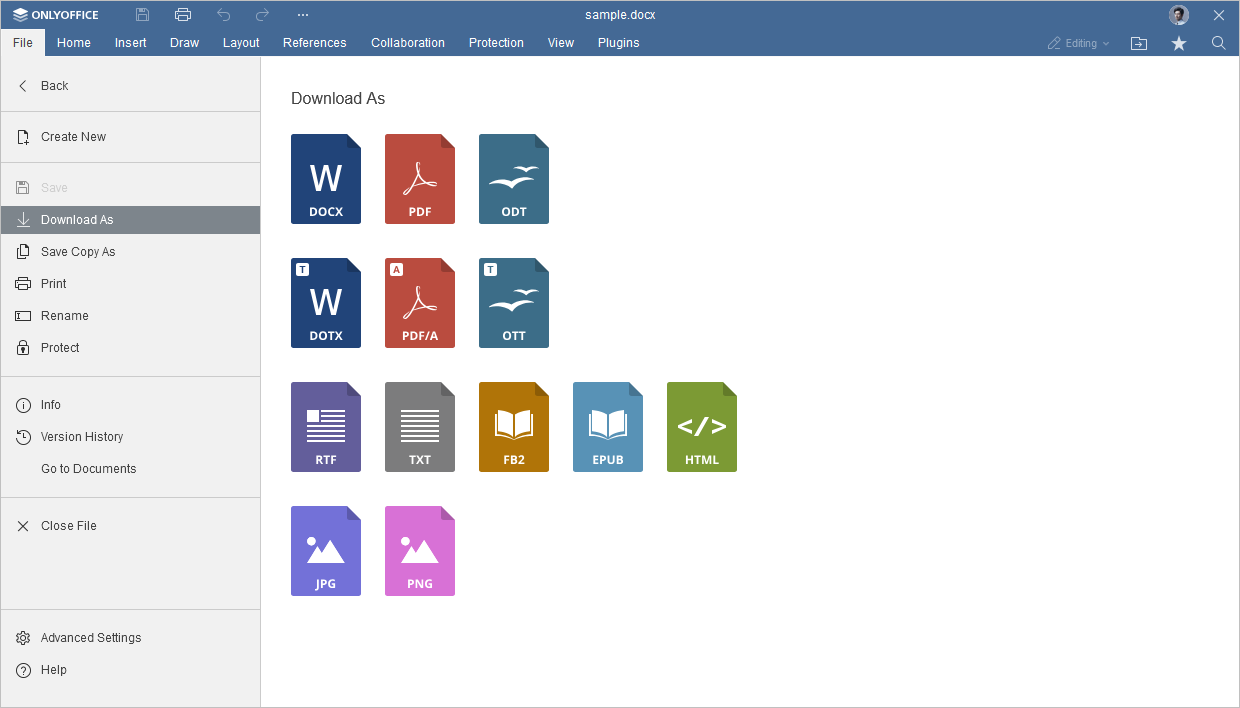 ONLYOFFICE
sample.docx
File Home Insert Draw Layout References Collaboration Protection View Plugins Editing
Back
Create New
Save
Download As
Save Copy As
Print
Rename
Protect
Info
Version History
Go to Documents
Close File
Advanced Settings
Help
Download As
W W
DOCX PDF ODT
T A T
W
DOTX PDF/A OTT
</>
RTF TXT FB2 EPUB HTML
JPG PNG